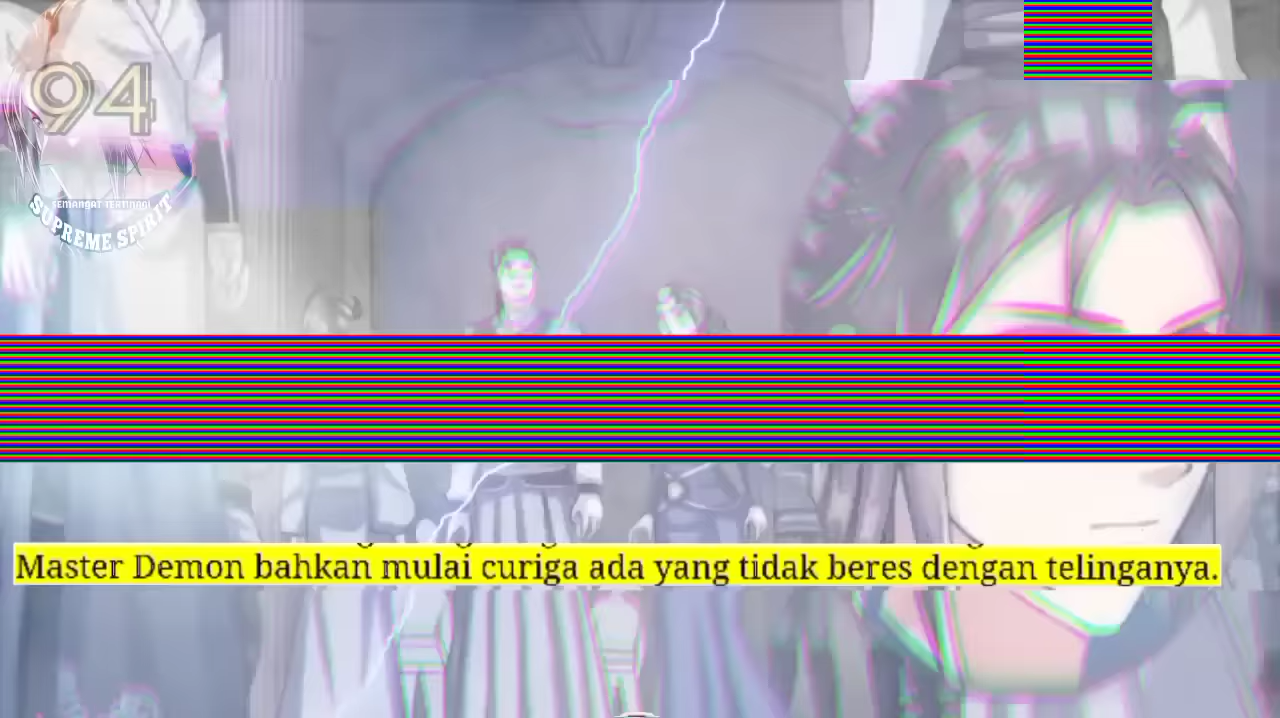 94
SEMANGAT TERTINGGI
SUPREME SPIRIT
Master Demon bahkan mulai curiga ada yang tidak beres dengan telinganya.